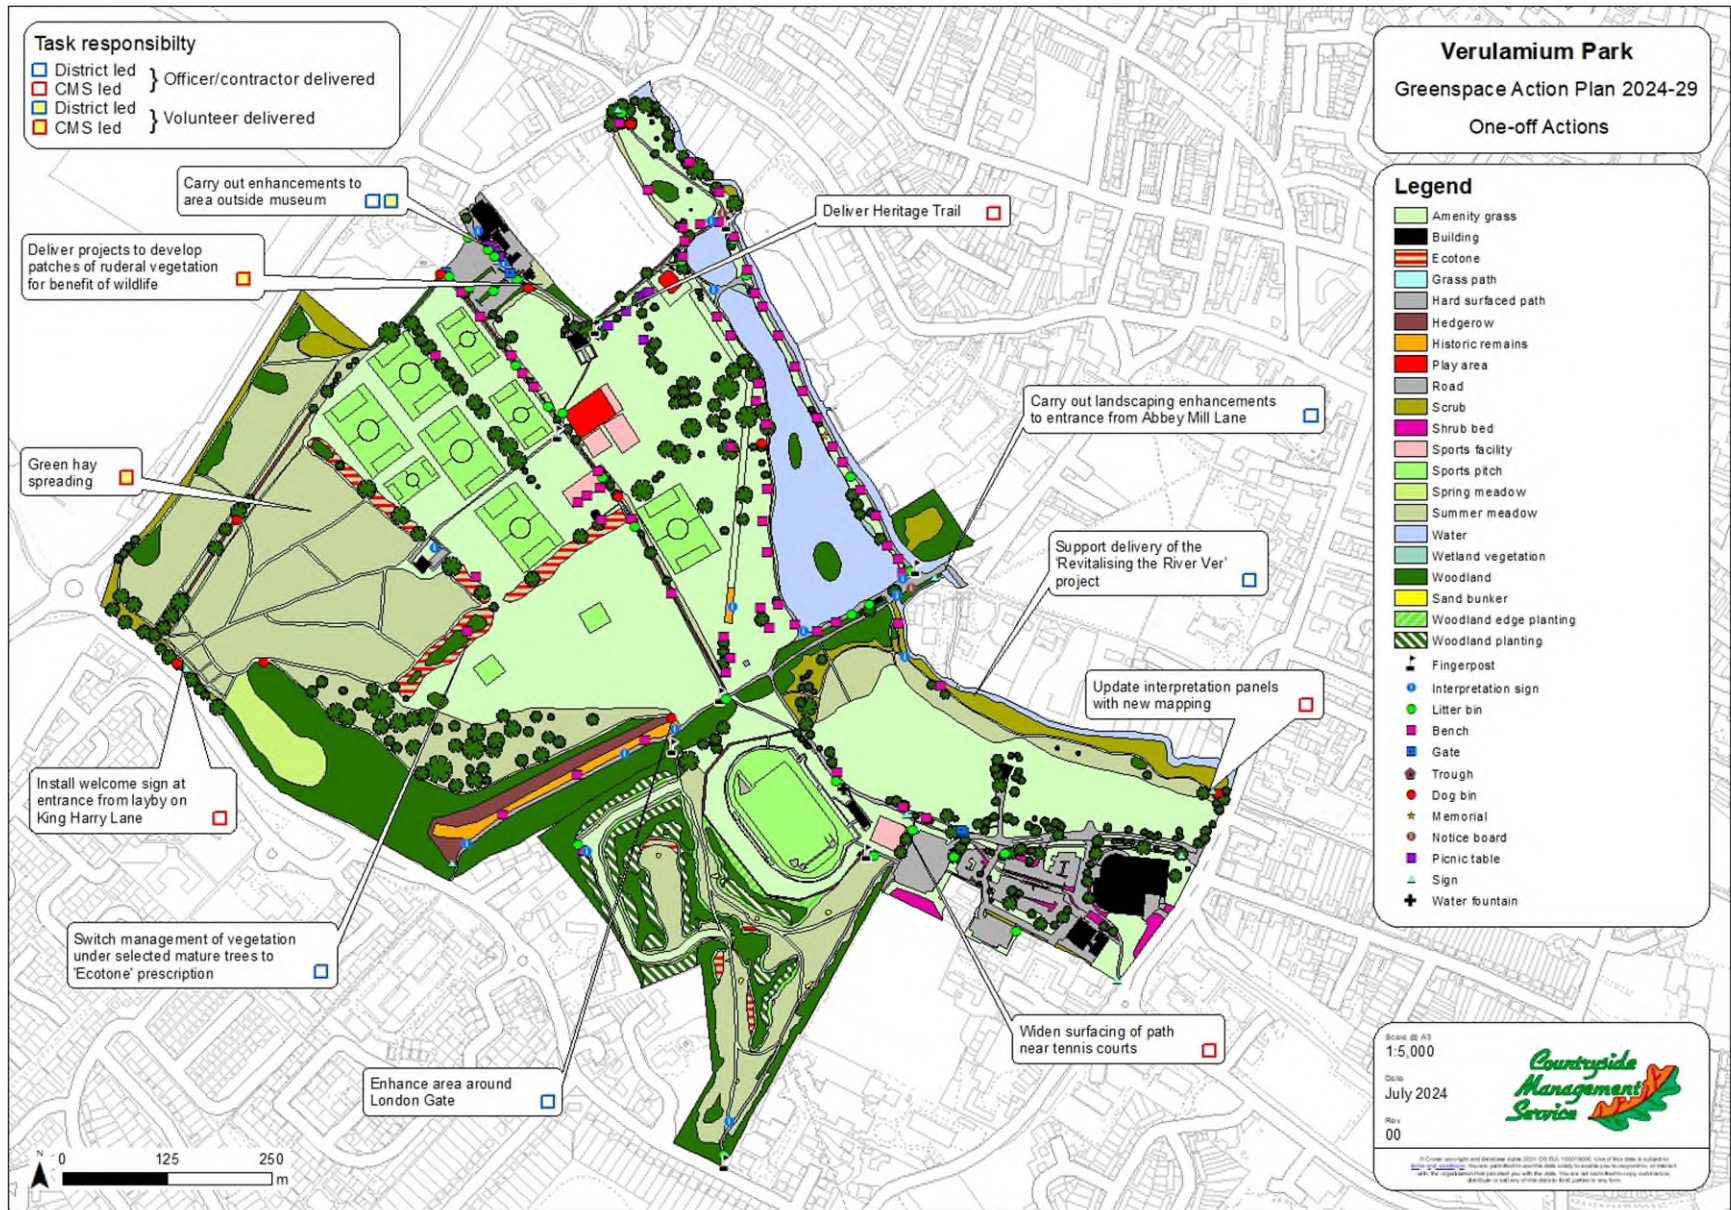 Task responsibilty
District led
CMS led
} Officer/contractor delivered
District led
CMS led
} Volunteer delivered
Verulamium Park
Greenspace Action Plan 2024-29
One-off Actions
Carry out enhancements to
area outside museum
Deliver projects to develop
patches of ruderal vegetation
for benefit of wildlife
Deliver Heritage Trail
Green hay
spreading
Carry out landscaping enhancements
to entrance from Abbey Mill Lane
Support delivery of the
'Revitalising the River Ver'
project
Update interpretation panels
with new mapping
Install welcome sign at
entrance from layby on
King Harry Lane
Switch management of vegetation
under selected mature trees to
'Ecotone' prescription
Enhance area around
London Gate
Widen surfacing of path
near tennis courts
Legend
Amenity grass
Building
Ecotone
Grass path
Hard surfaced path
Hedgerow
Historic remains
Play area
Road
Scrub
Shrub bed
Sports facility
Sports pitch
Spring meadow
Summer meadow
Water
Wetland vegetation
Woodland
Sand bunker
Woodland edge planting
Woodland planting
Fingerpost
Interpretation sign
Litter bin
Bench
Gate
Trough
Dog bin
Memorial
Notice board
Picnic table
Sign
Water fountain
N
0 125 250
m
Scale @ A3
1:5,000
Date
July 2024
Rev
00
Countryside
Management
Service